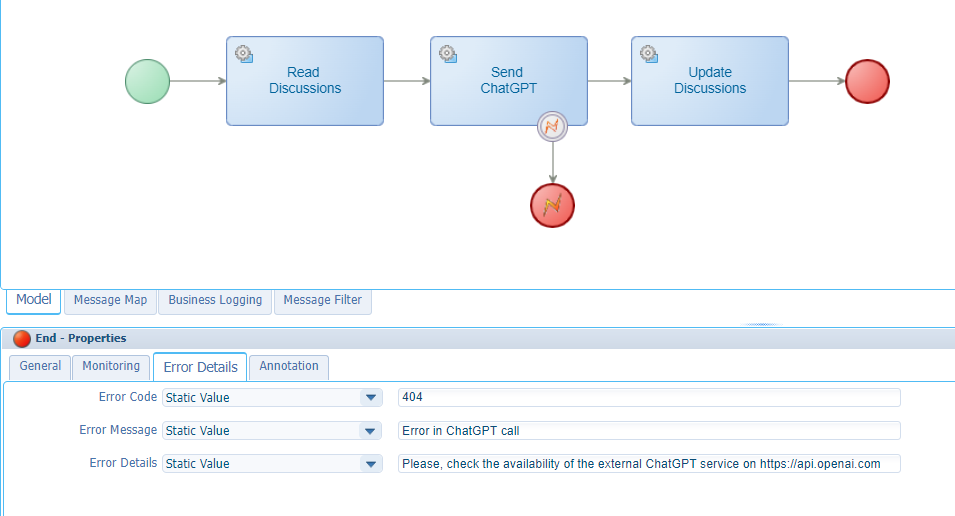 Read
Discussions
Send
ChatGPT
Update
Discussions
Model
Message Map
Business Logging
Message Filter
End - Properties
General
Monitoring
Error Details
Annotation
Error Code
Static Value
404
Error Message
Static Value
Error in ChatGPT call
Error Details
Static Value
Please, check the availability of the external ChatGPT service on https://api.openai.com